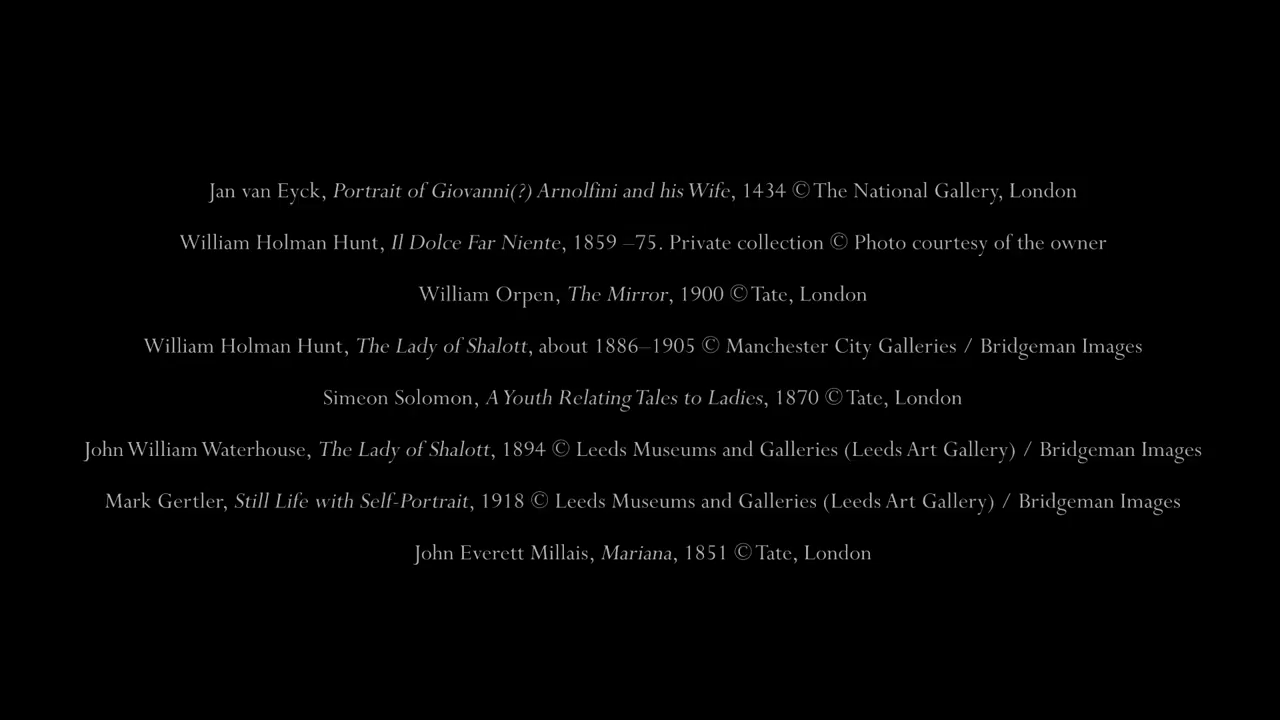 Jan van Eyck, Portrait of Giovanni(?) Arnolfini and his Wife, 1434 © The National Gallery, London
William Holman Hunt, Il Dolce Far Niente, 1859 –75. Private collection © Photo courtesy of the owner
William Orpen, The Mirror, 1900 © Tate, London
William Holman Hunt, The Lady of Shalott, about 1886–1905 © Manchester City Galleries / Bridgeman Images
Simeon Solomon, A Youth Relating Tales to Ladies, 1870 © Tate, London
John William Waterhouse, The Lady of Shalott, 1894 © Leeds Museums and Galleries (Leeds Art Gallery) / Bridgeman Images
Mark Gertler, Still Life with Self-Portrait, 1918 © Leeds Museums and Galleries (Leeds Art Gallery) / Bridgeman Images
John Everett Millais, Mariana, 1851 © Tate, London